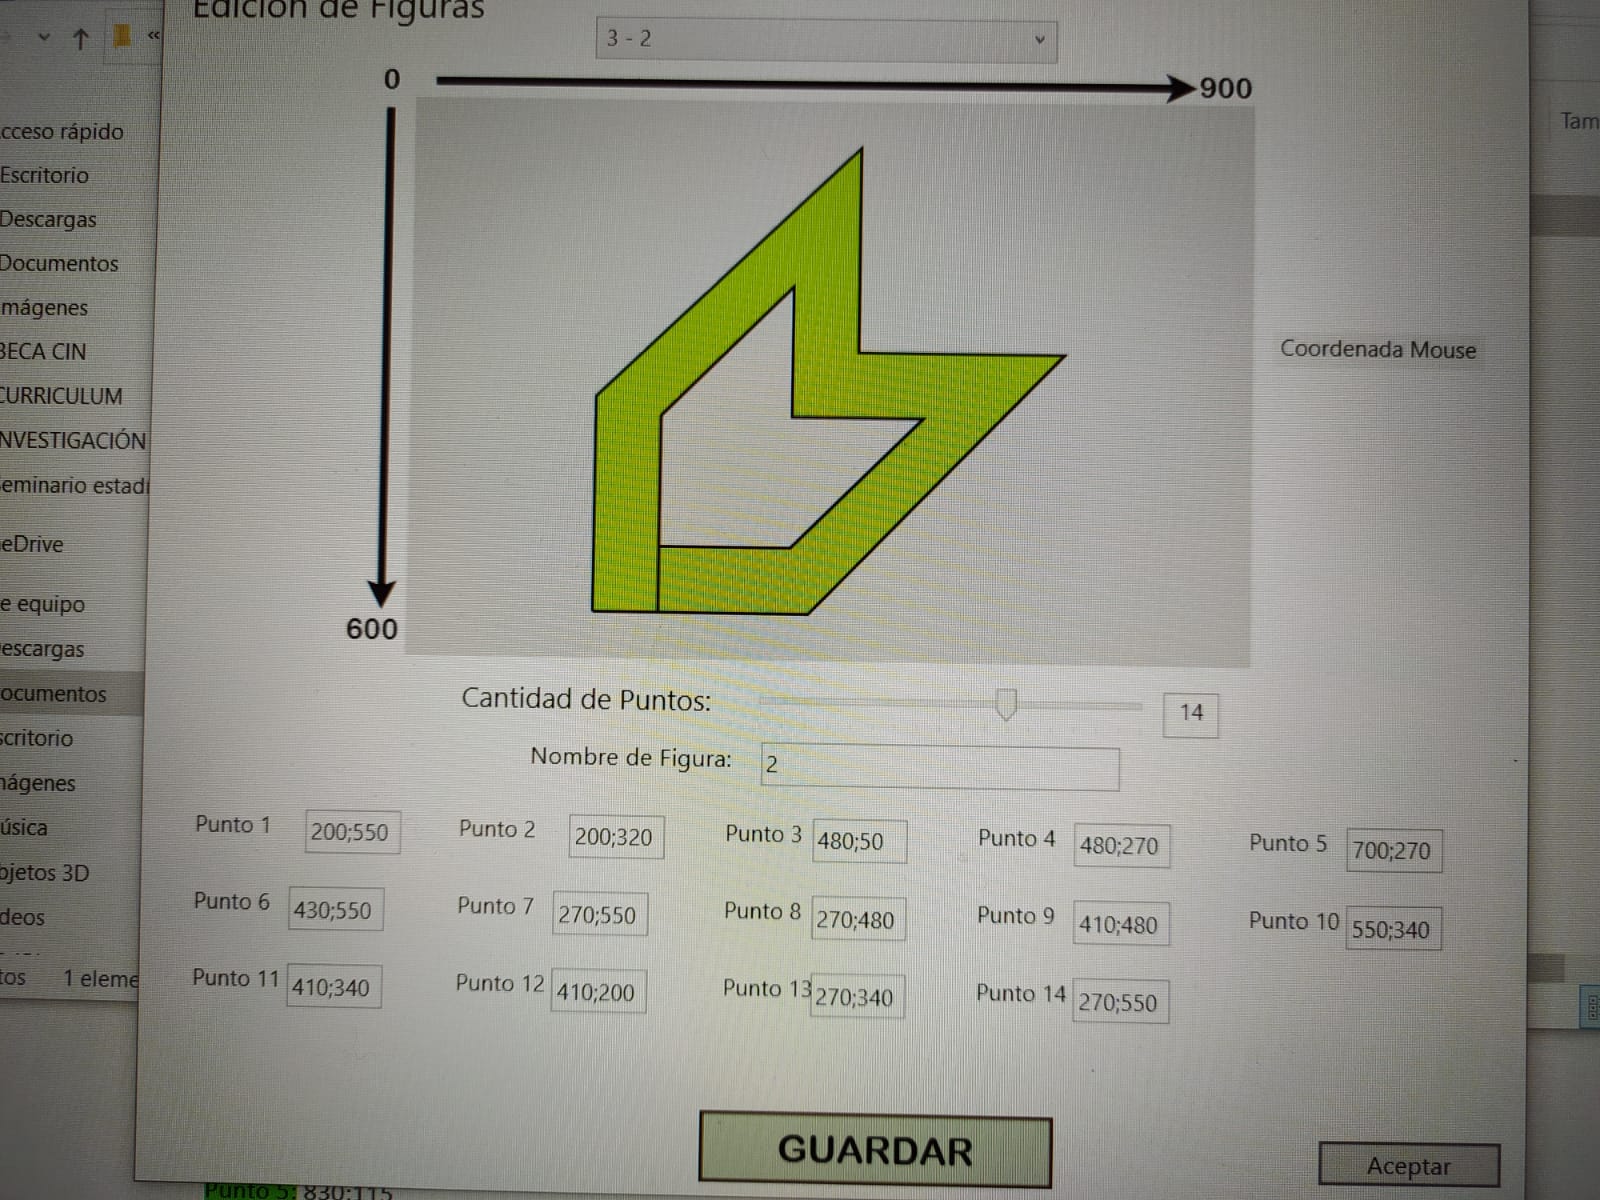 Edición de Figuras
3 - 2
«
0
900
600
cceso rápido
Escritorio
Descargas
Documentos
mágenes
BECA CIN
CURRICULUM
NVESTIGACIÓN
eminario estad
eDrive
e equipo
escargas
ocumentos
scritorio
nágenes
úsica
bjetos 3D
deos
tos 1 eleme
Tam
Coordenada Mouse
Cantidad de Puntos: 14
Nombre de Figura: 2
Punto 1 200;550 Punto 2 200;320 Punto 3 480;50 Punto 4 480;270 Punto 5 700;270
Punto 6 430;550 Punto 7 270;550 Punto 8 270;480 Punto 9 410;480 Punto 10 550;340
Punto 11 410;340 Punto 12 410;200 Punto 13 270;340 Punto 14 270;550
GUARDAR
Aceptar
Punto 5: 830;115